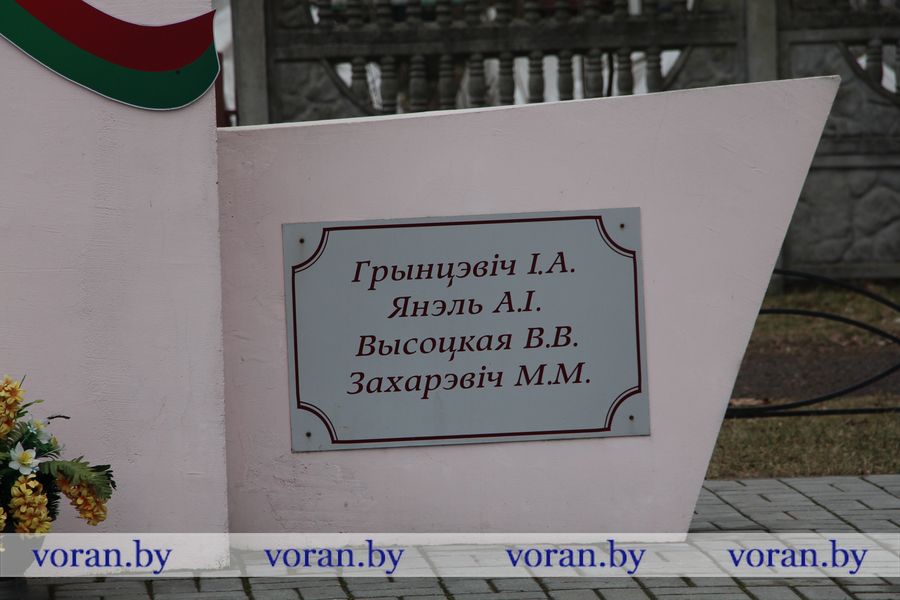 Грынцэвіч І.А.
Янэль А.І.
Высоцкая В.В.
Захарэвіч М.М.
voran.by voran.by voran.by voran.by